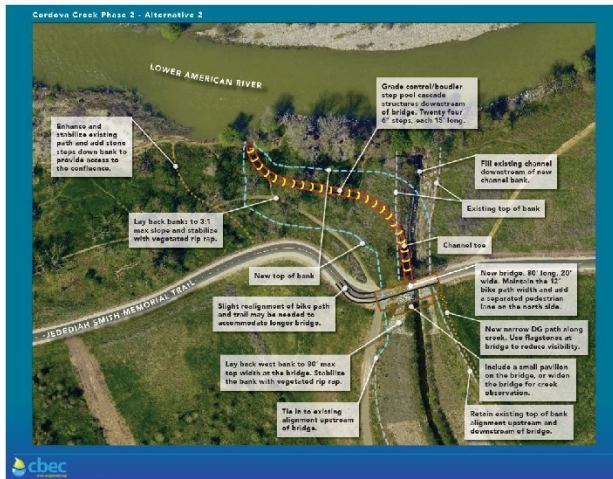 Cordova Creek Phase 2 - Alternative 2
LOWER AMERICAN RIVER
Grade control/boulder
step pool cascade
structures downstream
of bridge. Twenty four
6" steps, each 15' long.
Enhance and
stabilize existing
path and add stone
steps down bank to
provide access to
the confluence.
Fill existing channel
downstream of new
channel bank.
Existing top of bank
Lay back banks to 3:1
max slope and stabilize
with vegetated rip rap.
Channel toe
New top of bank
New bridge. 80' long, 20'
wide. Maintain the 12'
bike path width and add
a separated pedestrian
lane on the north side.
Slight realignment of bike path
and trail may be needed to
accommodate longer bridge.
JEDEDIAH SMITH MEMORIAL TRAIL
New narrow DG path along
creek. Use flagstones at
bridge to reduce visibility.
Lay back west bank to 80' max
top width at the bridge. Stabilize
the bank with vegetated rip rap.
Include a small pavilion
on the bridge, or widen
the bridge for creek
observation.
Tie in to existing
alignment upstream
of bridge.
Retain existing top of bank
alignment upstream and
downstream of bridge.
cbec